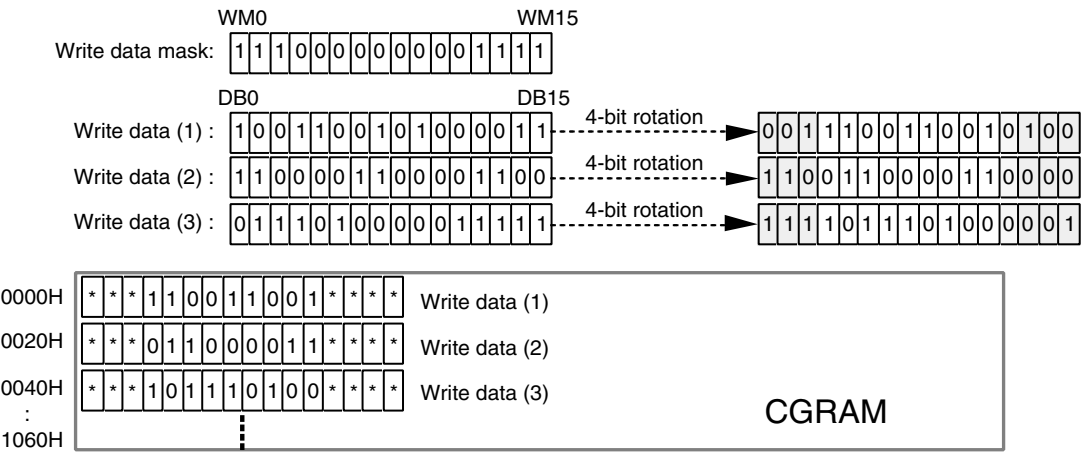 WM0 WM15
Write data mask: 1 1 1 0 0 0 0 0 0 0 0 0 1 1 1 1
DB0 DB15
Write data (1) : 1 0 0 1 1 0 0 1 0 1 0 0 0 0 1 1 4-bit rotation 0 0 1 1 1 0 0 1 1 0 0 1 0 1 0 0
Write data (2) : 1 1 0 0 0 0 1 1 0 0 0 0 1 1 0 0 4-bit rotation 1 1 0 0 1 1 0 0 0 0 1 1 0 0 0 0
Write data (3) : 0 1 1 1 0 1 0 0 0 0 0 1 1 1 1 1 4-bit rotation 1 1 1 1 0 1 1 1 0 1 0 0 0 0 0 1
0000H * * * 1 1 0 0 1 1 0 0 1 * * * * Write data (1)
0020H * * * 0 1 1 0 0 0 0 1 1 * * * * Write data (2)
0040H * * * 1 0 1 1 1 0 1 0 0 * * * * Write data (3)
:
CGRAM
1060H